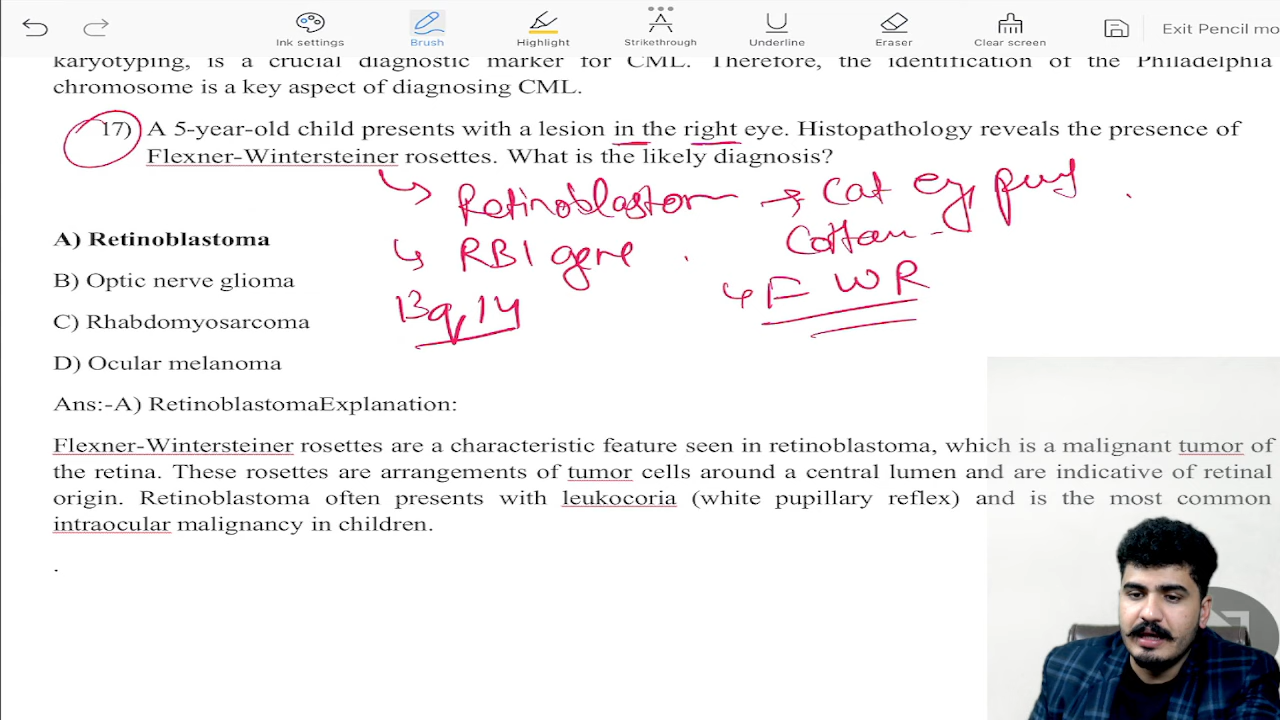 Ink settings Brush Highlight Strikethrough Underline Eraser Clear screen Exit Pencil mo
karyotyping, is a crucial diagnostic marker for CML. Therefore, the identification of the Philadelphia
chromosome is a key aspect of diagnosing CML.
17) A 5-year-old child presents with a lesion in the right eye. Histopathology reveals the presence of
Flexner-Wintersteiner rosettes. What is the likely diagnosis?
Retinoblastom → Cat ey
Cotton
A) Retinoblastoma
RB1 gene
B) Optic nerve glioma
F W R
13q,14
C) Rhabdomyosarcoma
D) Ocular melanoma
Ans:-A) RetinoblastomaExplanation:
Flexner-Wintersteiner rosettes are a characteristic feature seen in retinoblastoma, which is a malignant tumor of
the retina. These rosettes are arrangements of tumor cells around a central lumen and are indicative of retinal
origin. Retinoblastoma often presents with leukocoria (white pupillary reflex) and is the most common
intraocular malignancy in children.
.